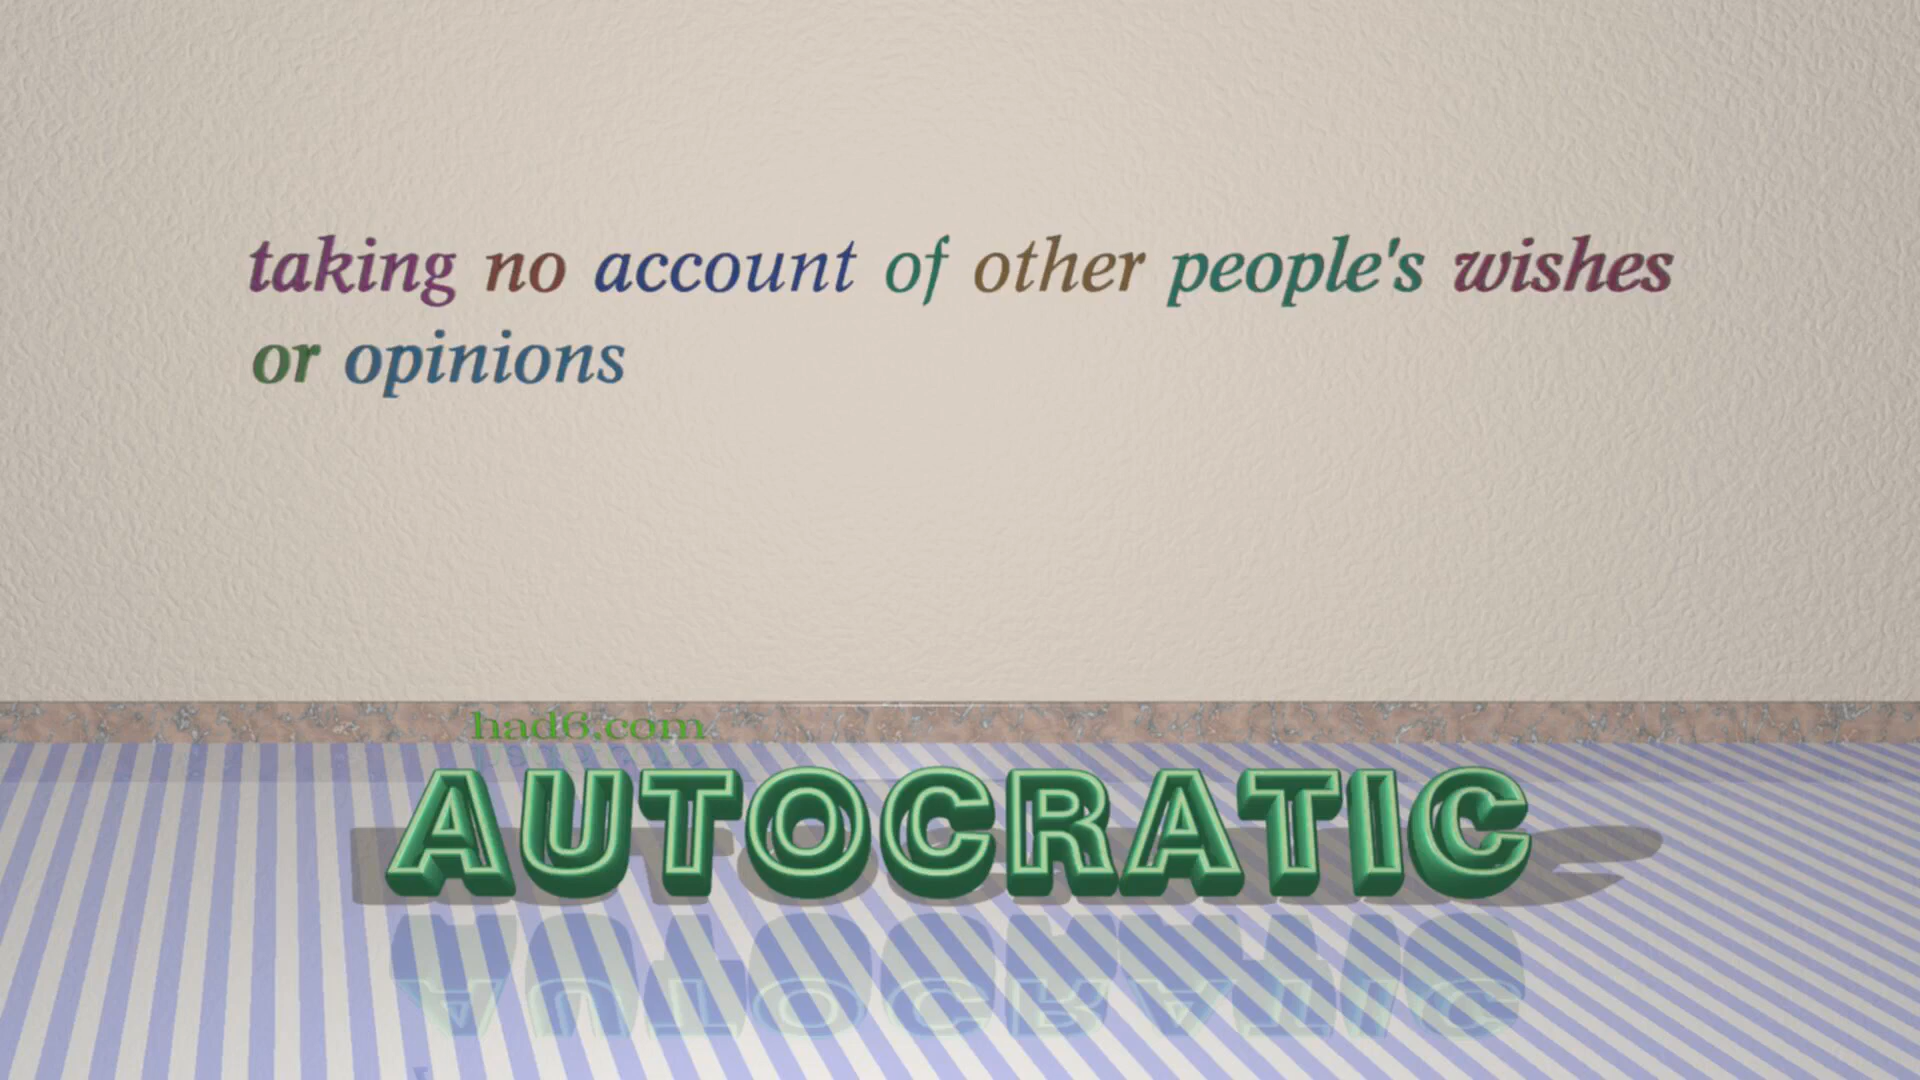 taking no account of other people's wishes
or opinions
had6.com
AUTOCRATIC